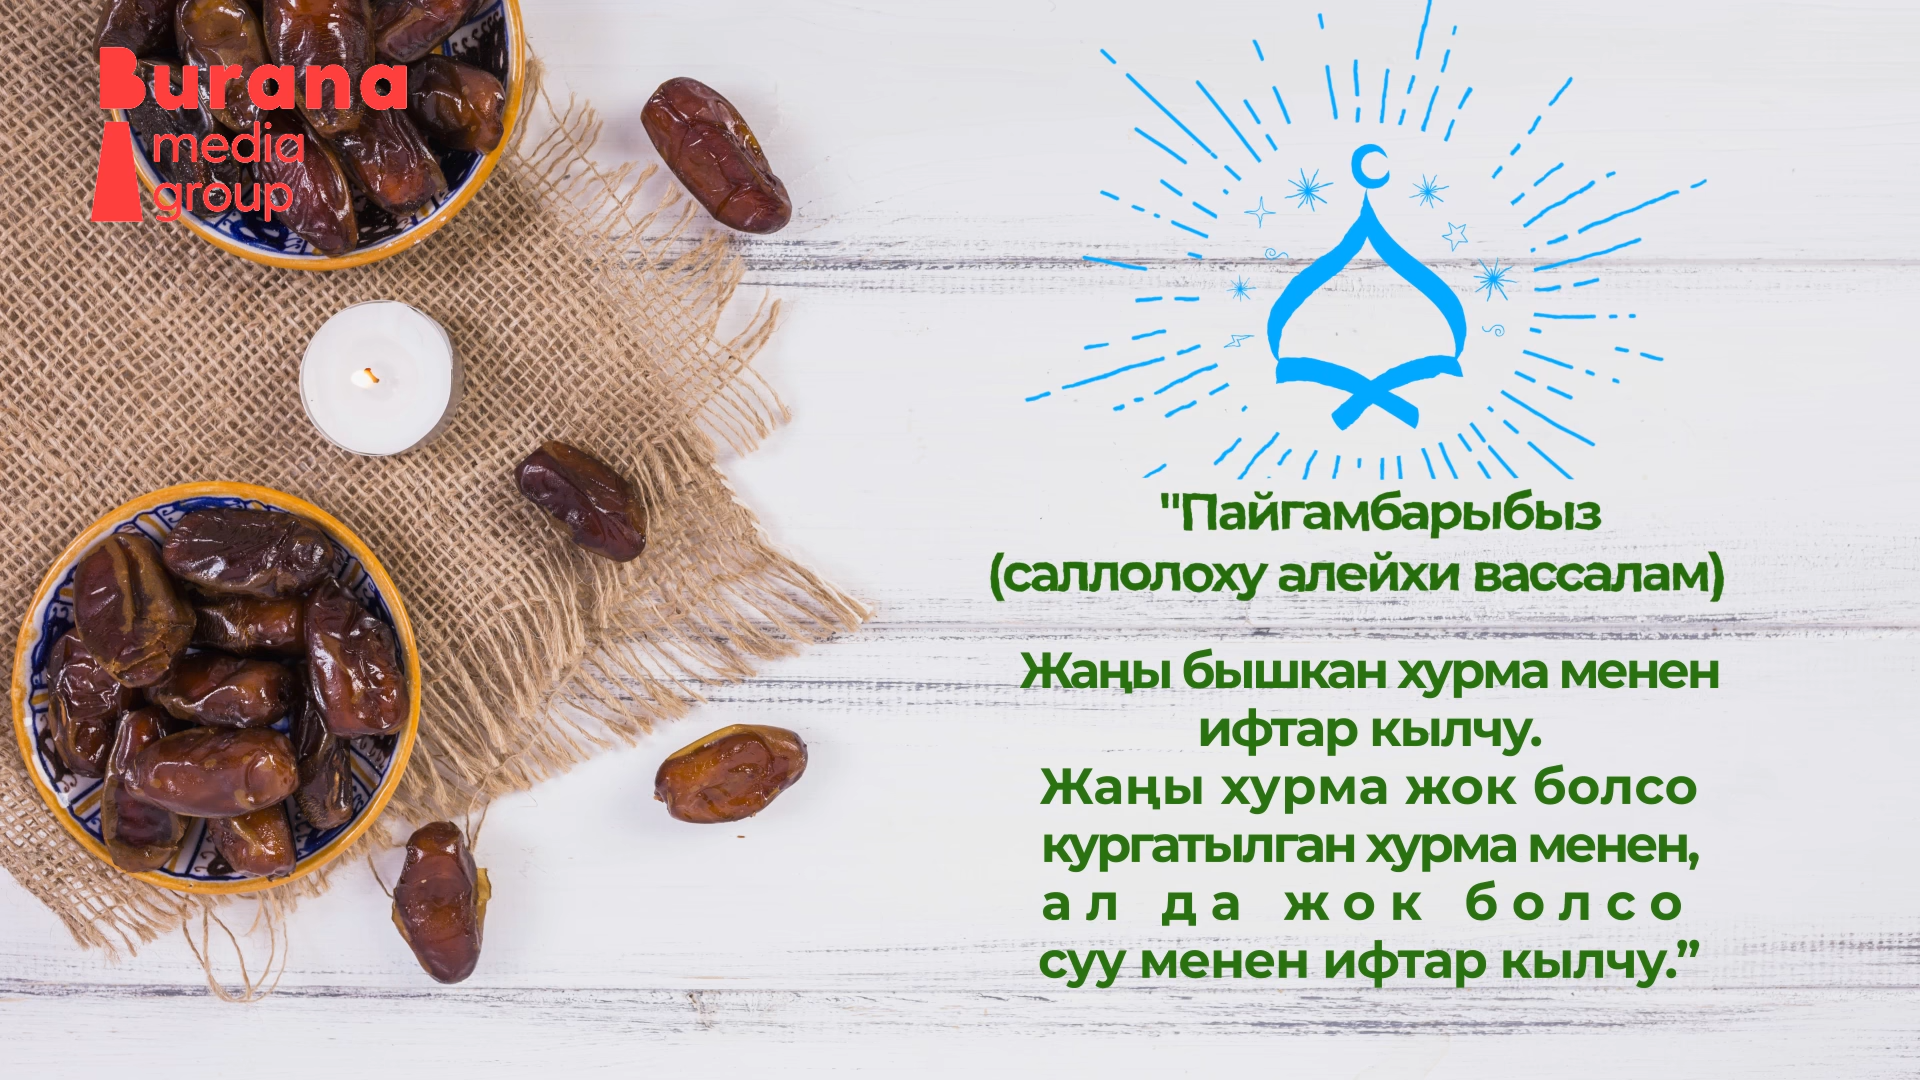 Burana
media
group
"Пайгамбарыбыз
(саллолоху алейхи вассалам)
Жаңы бышкан хурма менен
ифтар кылчу.
Жаңы хурма жок болсо
кургатылган хурма менен,
ал да жок болсо
суу менен ифтар кылчу.”